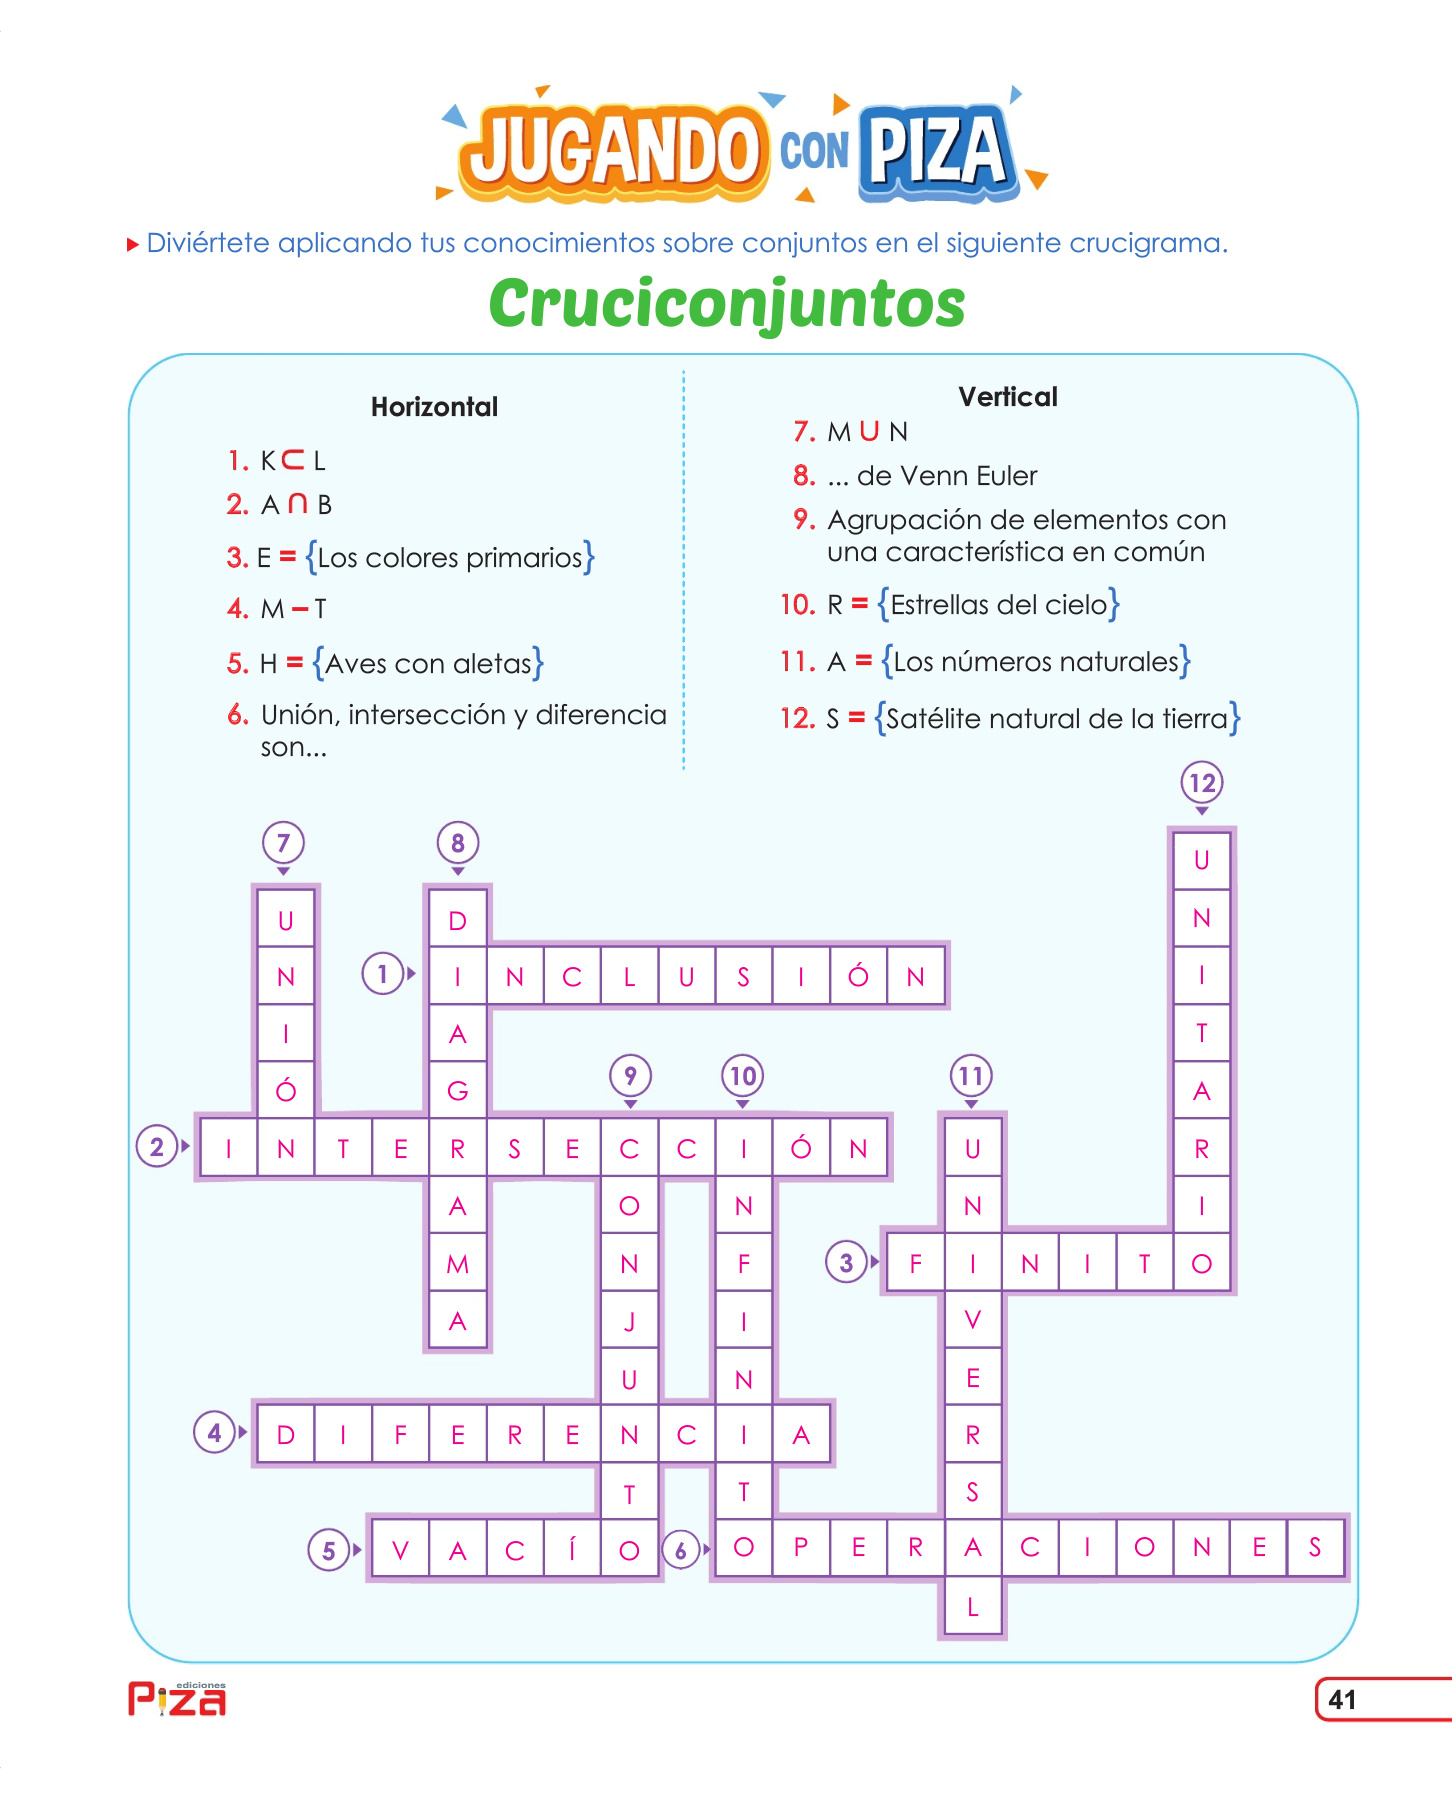 JUGANDO CON PIZA
Diviértete aplicando tus conocimientos sobre conjuntos en el siguiente crucigrama.
Cruciconjuntos
Horizontal
1. K ⊂ L
2. A ∩ B
3. E = {Los colores primarios}
4. M – T
5. H = {Aves con aletas}
6. Unión, intersección y diferencia
son...
Vertical
7. M ∪ N
8. ... de Venn Euler
9. Agrupación de elementos con
una característica en común
10. R = {Estrellas del cielo}
11. A = {Los números naturales}
12. S = {Satélite natural de la tierra}
12
7 8
U
U D N
1 N I N C L U S I Ó N I
I A T
9 10 11
Ó G A
2 I N T E R S E C C I Ó N U R
A O N N I
M N F 3 F I N I T O
A J I V
U N E
4 D I F E R E N C I A R
T T S
5 V A C Í O 6 O P E R A C I O N E S
L
Piza ediciones
41